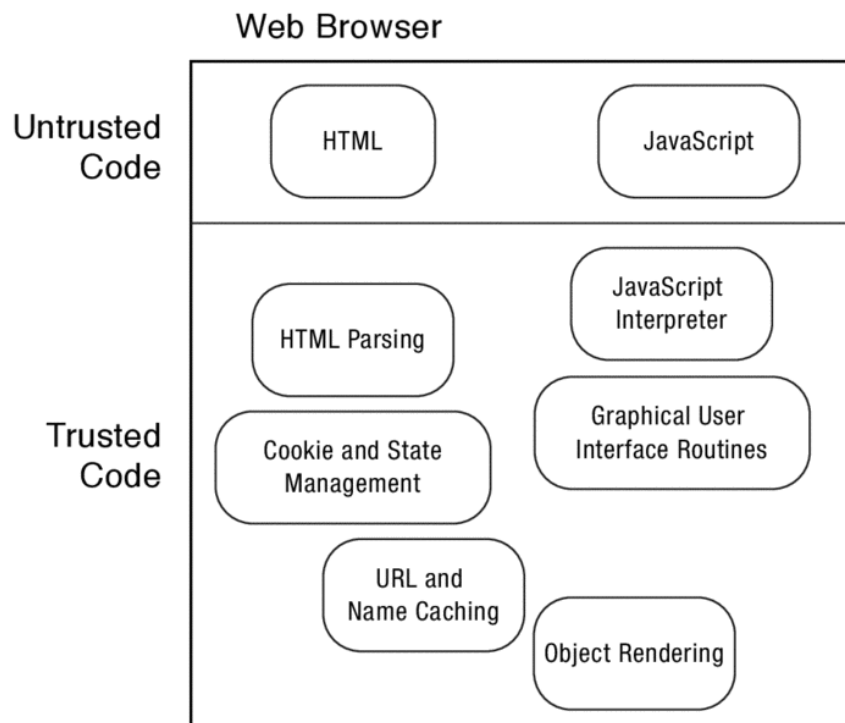 Web Browser
Untrusted
Code
HTML
JavaScript
JavaScript
Interpreter
HTML Parsing
Trusted
Code
Graphical User
Interface Routines
Cookie and State
Management
URL and
Name Caching
Object Rendering